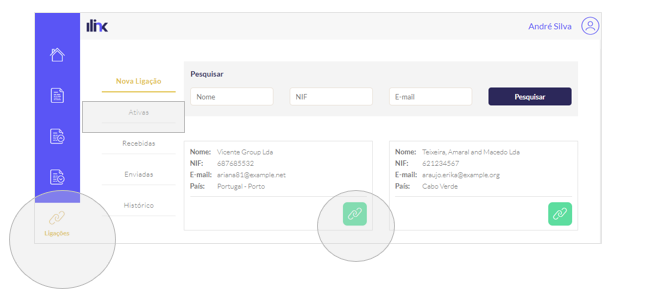 ilink
André Silva
Nova Ligação
Ativas
Recebidas
Enviadas
Histórico
Ligações
Pesquisar
Nome
NIF
E-mail
Pesquisar
Nome: Vicente Group Lda
NIF: 687685532
E-mail: ariana81@example.net
País: Portugal - Porto
Nome: Teixeira, Amaral and Macedo Lda
NIF: 621234567
E-mail: araujo.erika@example.org
País: Cabo Verde